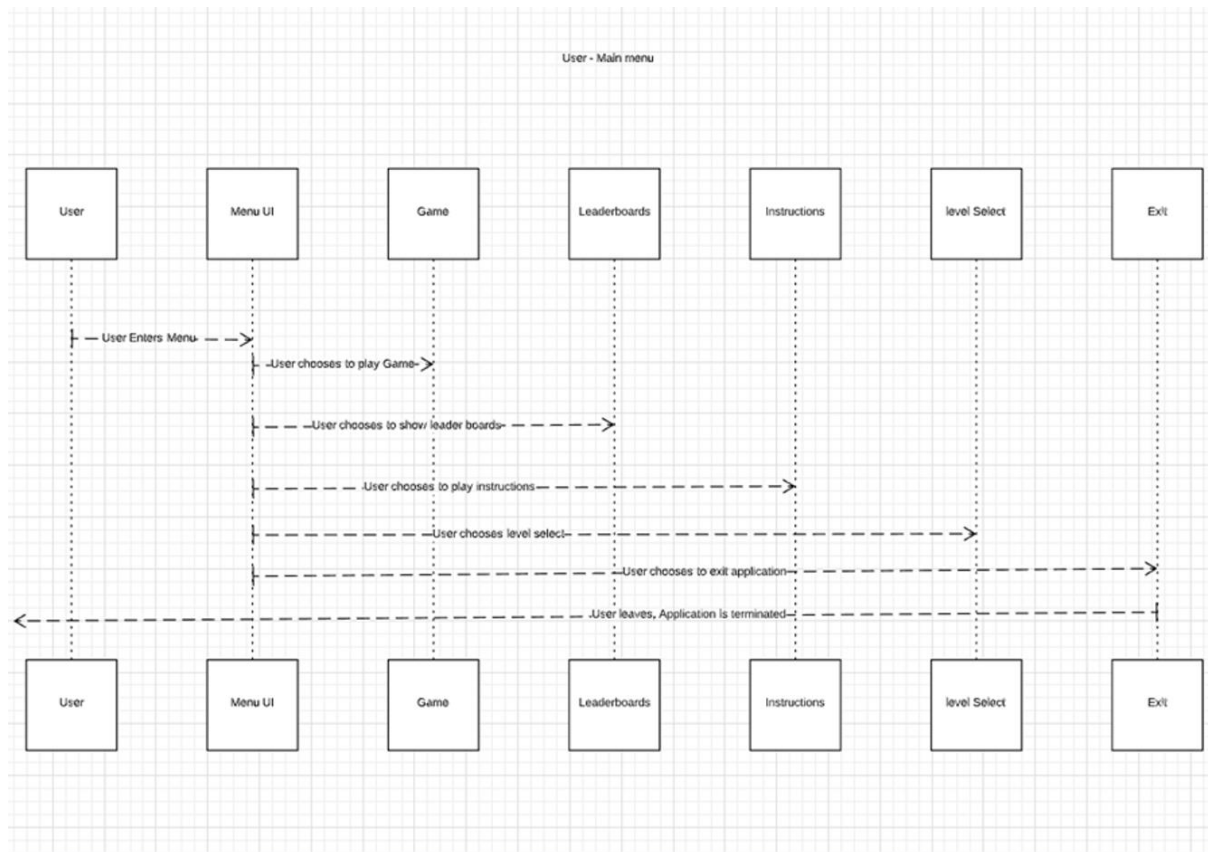 User - Main menu
User
Menu UI
Game
Leaderboards
Instructions
level Select
Exit
User Enters Menu
User chooses to play Game
User chooses to show leader boards
User chooses to play instructions
User chooses level select
User chooses to exit application
User leaves, Application is terminated
User
Menu UI
Game
Leaderboards
Instructions
level Select
Exit